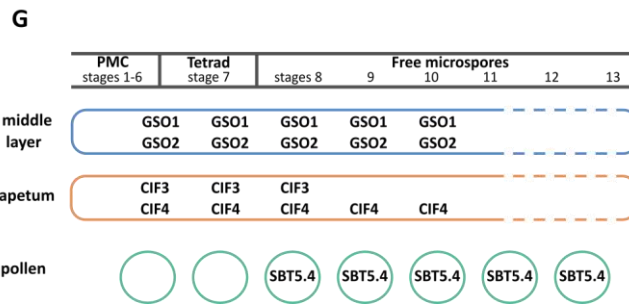 G
PMC Tetrad Free microspores
stages 1-6 stage 7 stages 8 9 10 11 12 13
middle GSO1 GSO1 GSO1 GSO1 GSO1
layer GSO2 GSO2 GSO2 GSO2 GSO2
CIF3 CIF3 CIF3
apetum
CIF4 CIF4 CIF4 CIF4 CIF4
pollen SBT5.4 SBT5.4 SBT5.4 SBT5.4 SBT5.4